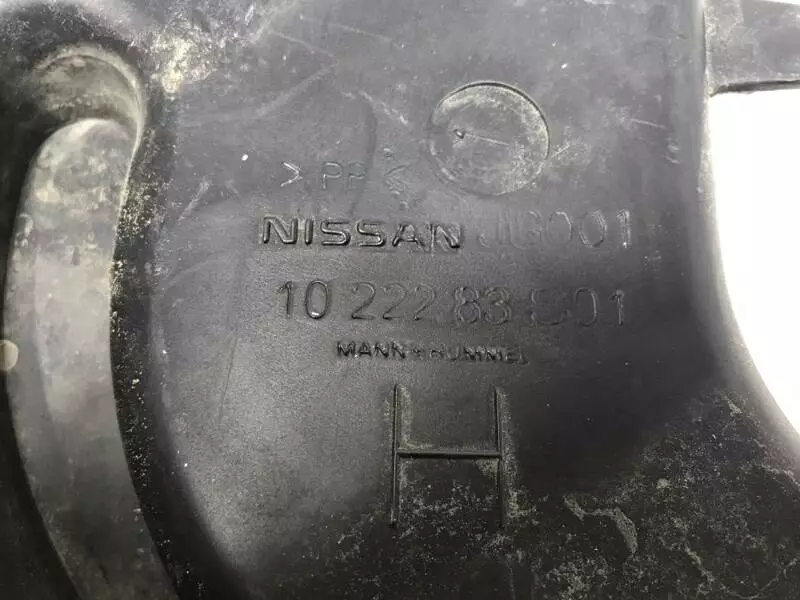 >PP<
NISSAN JG001
10 222 83 S01
MANN+HUMMEL
H